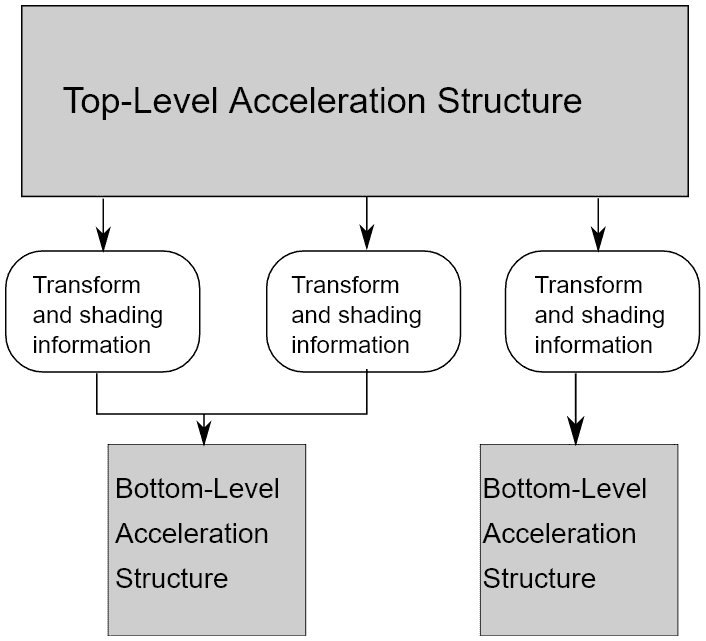 Top-Level Acceleration Structure
Transform
and shading
information
Transform
and shading
information
Transform
and shading
information
Bottom-Level
Acceleration
Structure
Bottom-Level
Acceleration
Structure